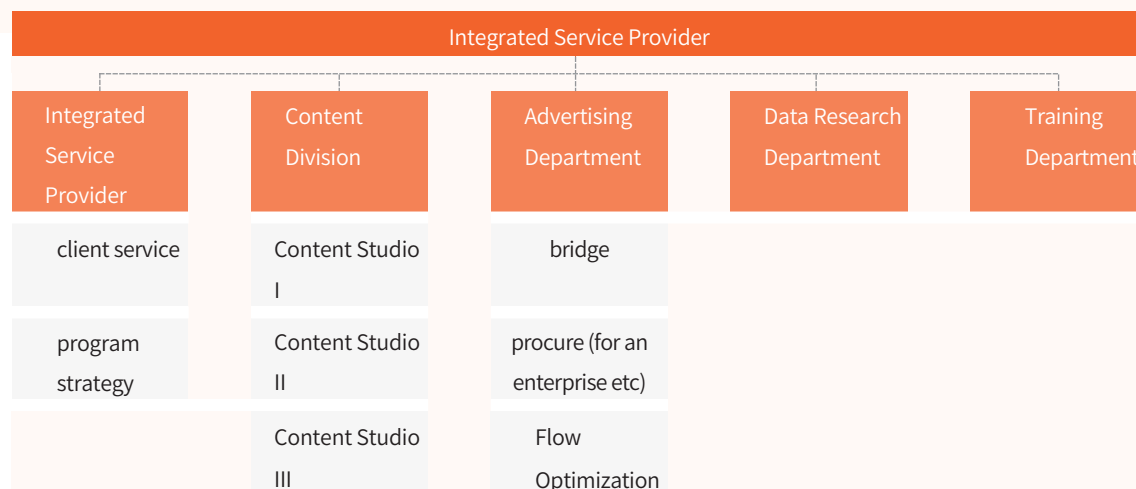 Integrated Service Provider
Integrated
Service
Provider
Content
Division
Advertising
Department
Data Research
Department
Training
Department
client service
Content Studio
I
bridge
program
strategy
Content Studio
II
procure (for an
enterprise etc)
Content Studio
III
Flow
Optimization